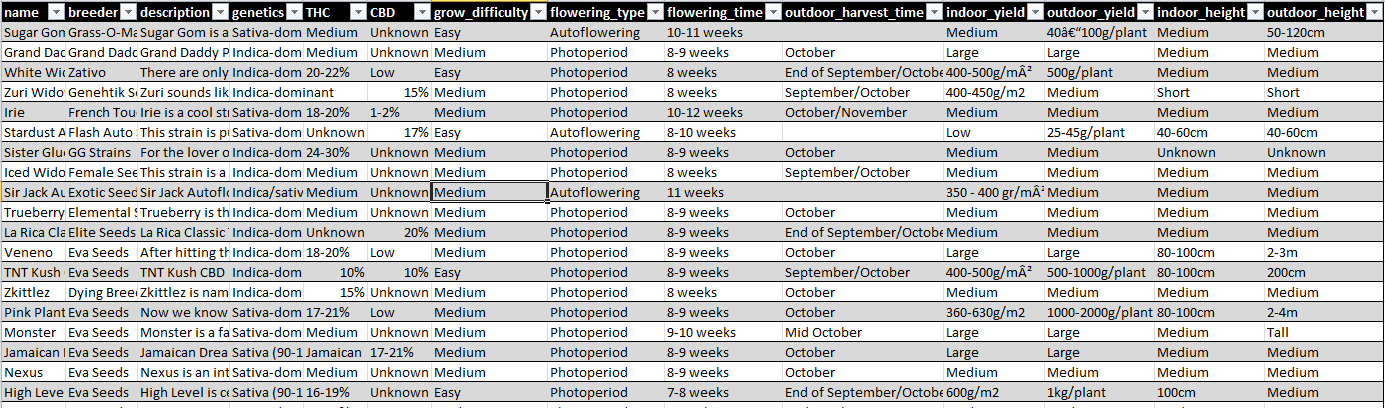 name breeder description genetics THC CBD grow_difficulty flowering_type flowering_time outdoor_harvest_time indoor_yield outdoor_yield indoor_height outdoor_height
Sugar Gon Grass-O-Ma Sugar Gom is a Sativa-dom Medium Unknown Easy Autoflowering 10-11 weeks Medium 40â€“100g/plant Medium 50-120cm
Grand Dac Grand Dadc Grand Daddy P Indica-dom Medium Unknown Medium Photoperiod 8-9 weeks October Large Large Medium Medium
White Wic Zativo There are only Indica-dom 20-22% Low Easy Photoperiod 8 weeks End of September/Octobe 400-500g/mÂ² 500g/plant Medium Medium
Zuri Wido Genehtik Se Zuri sounds lik Indica-dominant 15% Medium Photoperiod 8 weeks September/October 400-450g/m2 Medium Short Short
Irie French Tou Irie is a cool st Sativa-dom 18-20% 1-2% Medium Photoperiod 10-12 weeks October/November Medium Medium Medium Medium
Stardust A Flash Auto This strain is p Sativa-dom Unknown 17% Easy Autoflowering 8-10 weeks Low 25-45g/plant 40-60cm 40-60cm
Sister Glue GG Strains For the lover o Indica-dom 24-30% Unknown Medium Photoperiod 8-9 weeks October Medium Medium Unknown Unknown
Iced Wido Female See This strain is a Indica-dom Medium Unknown Medium Photoperiod 8 weeks September/October Medium Medium Medium Medium
Sir Jack Au Exotic Seed Sir Jack Autofl Indica/sativ Medium Unknown Medium Autoflowering 11 weeks 350 - 400 gr/mÂ² Medium Medium Medium
Trueberry Elemental S Trueberry is th Indica-dom Medium Unknown Medium Photoperiod 8-9 weeks October Medium Medium Medium Medium
La Rica Cla Elite Seeds La Rica Classic Indica-dom Unknown 20% Medium Photoperiod 8-9 weeks End of September/Octobe Medium Medium Medium Medium
Veneno Eva Seeds After hitting th Indica-dom 18-20% Low Medium Photoperiod 8-9 weeks October Large Large 80-100cm 2-3m
TNT Kush Eva Seeds TNT Kush CBD Indica-dom 10% 10% Easy Photoperiod 8-9 weeks September/October 400-500g/mÂ² 500-1000g/plant 80-100cm 200cm
Zkittlez Dying Bree Zkittlez is nam Indica-dom 15% Unknown Medium Photoperiod 8 weeks October Medium Medium Medium Medium
Pink Plant Eva Seeds Now we know Sativa-dom 17-21% Low Medium Photoperiod 8-9 weeks October 360-630g/m2 1000-2000g/plant 80-100cm 2-4m
Monster Eva Seeds Monster is a fa Sativa-dom Medium Unknown Medium Photoperiod 9-10 weeks Mid October Large Large Medium Tall
Jamaican Eva Seeds Jamaican Drea Sativa (90-1 Jamaican 17-21% Medium Photoperiod 8-9 weeks October Large Large Medium Medium
Nexus Eva Seeds Nexus is an int Indica-dom Medium Unknown Medium Photoperiod 8-9 weeks October Medium Medium Medium Medium
High Leve Eva Seeds High Level is ce Sativa (90-1 16-19% Unknown Easy Photoperiod 7-8 weeks End of September/Octobe 600g/m2 1kg/plant 100cm Medium